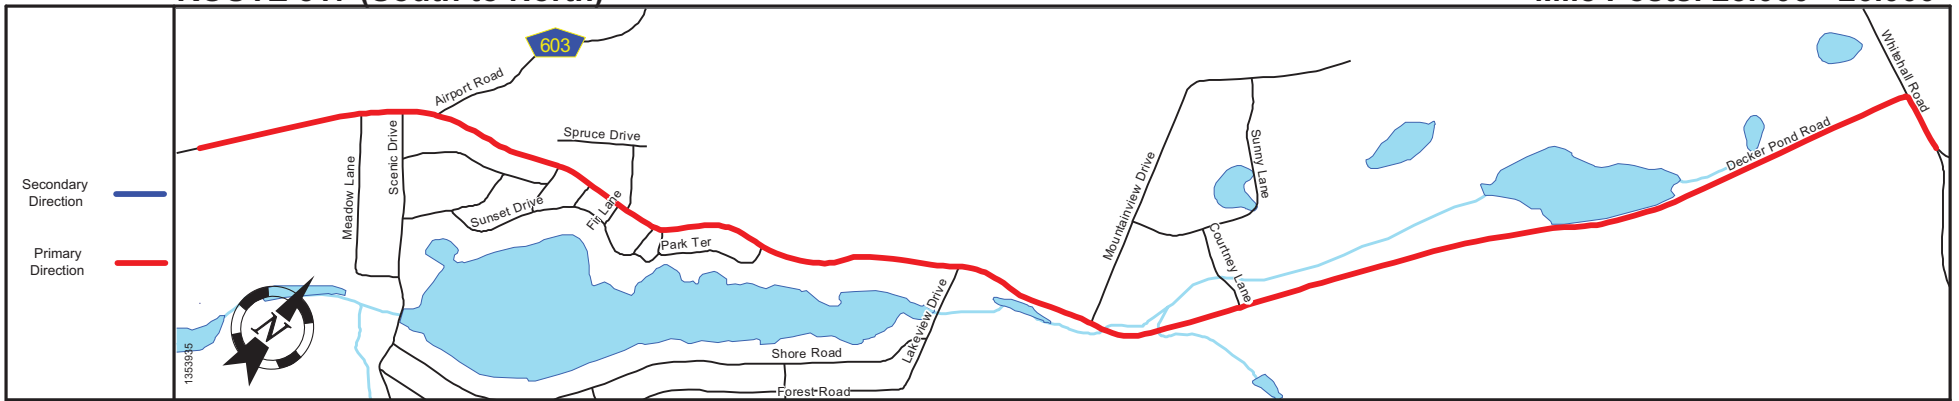 Secondary
Direction
Primary
Direction
603
Airport Road
Spruce Drive
Meadow Lane
Scenic Drive
Sunset Drive
Fir Lane
Park Ter
Lakeview Drive
Shore Road
Forest Road
Mountainview Drive
Sunny Lane
Courtney Lane
Decker Pond Road
Whitehall Road
N
1353935